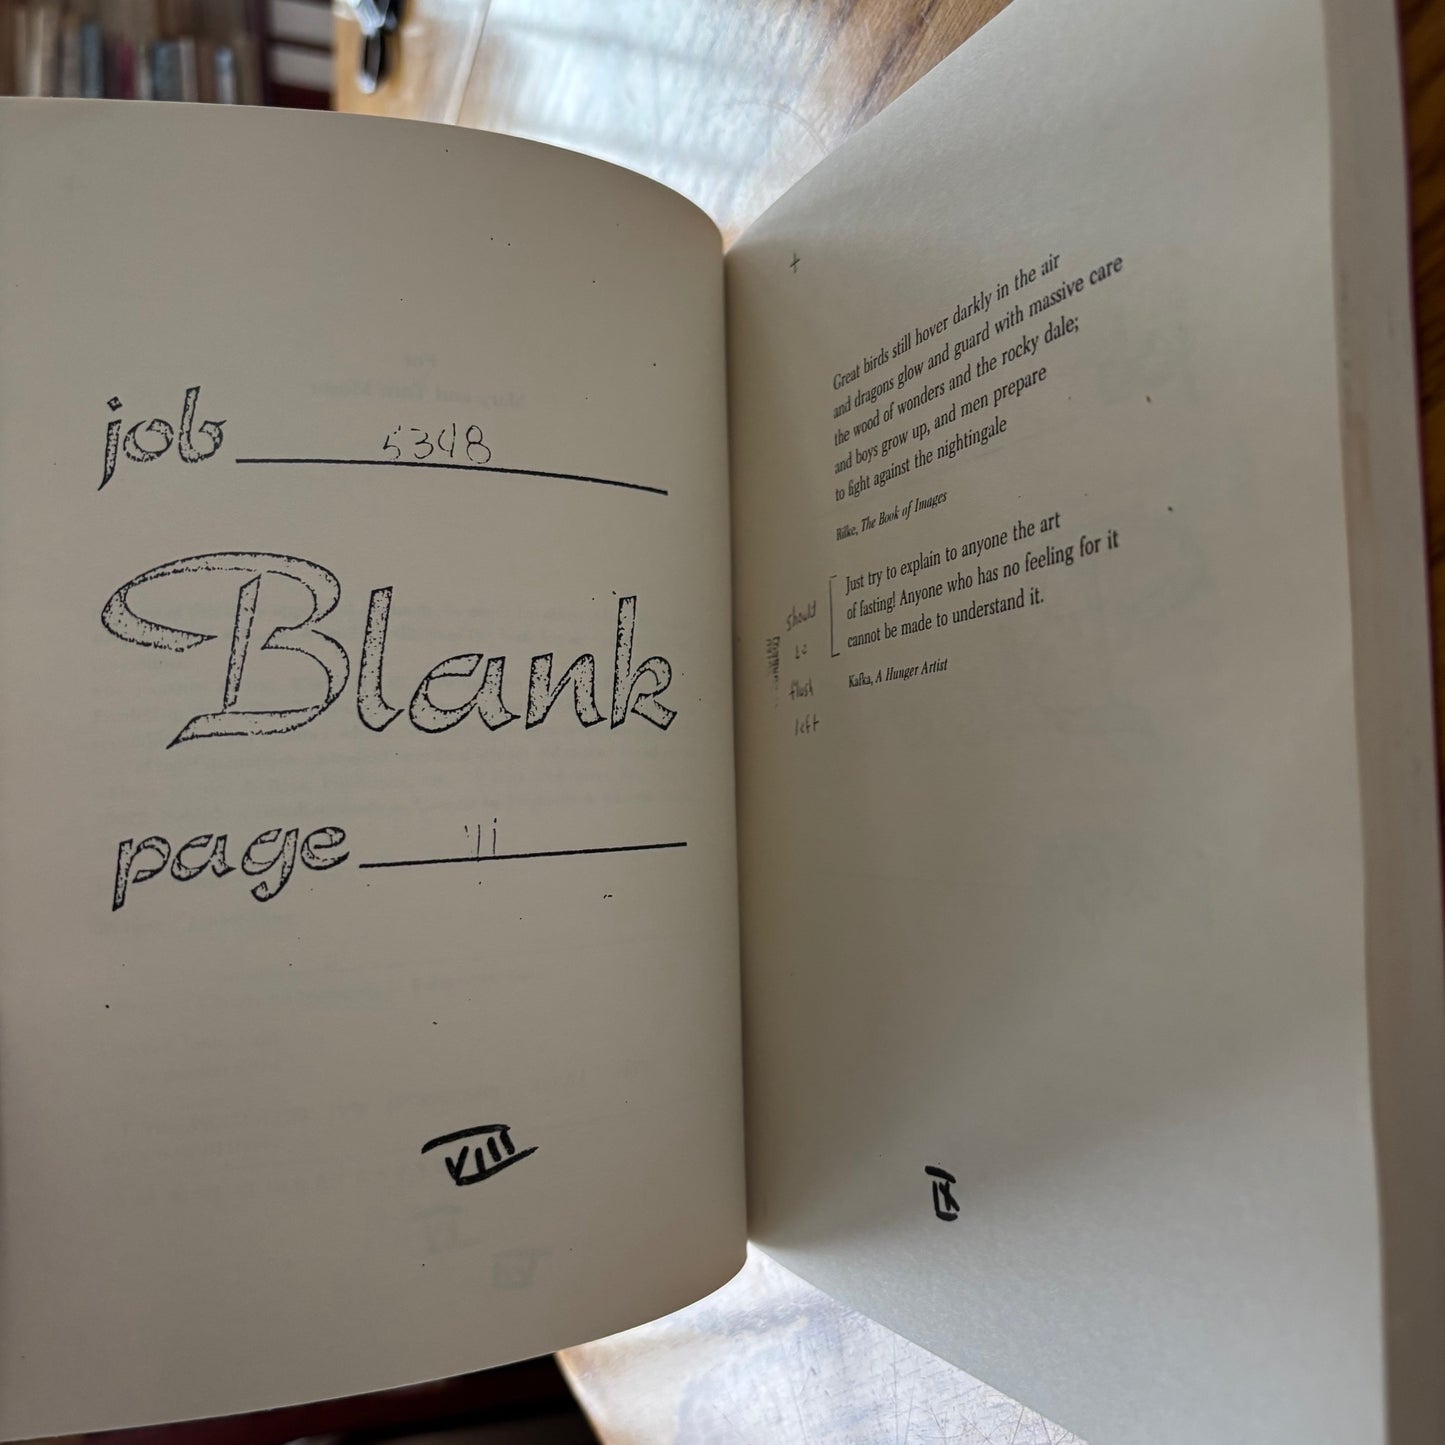 job 5348
Blank
page
VIII
Great birds still hover darkly in the air
and dragons glow and guard with massive care
the wood of wonders and the rocky dale;
and boys grow up, and men prepare
to fight against the nightingale
Rilke, The Book of Images
Just try to explain to anyone the art
of fasting! Anyone who has no feeling for it
cannot be made to understand it.
Kafka, A Hunger Artist
should
be
flush
left
IX